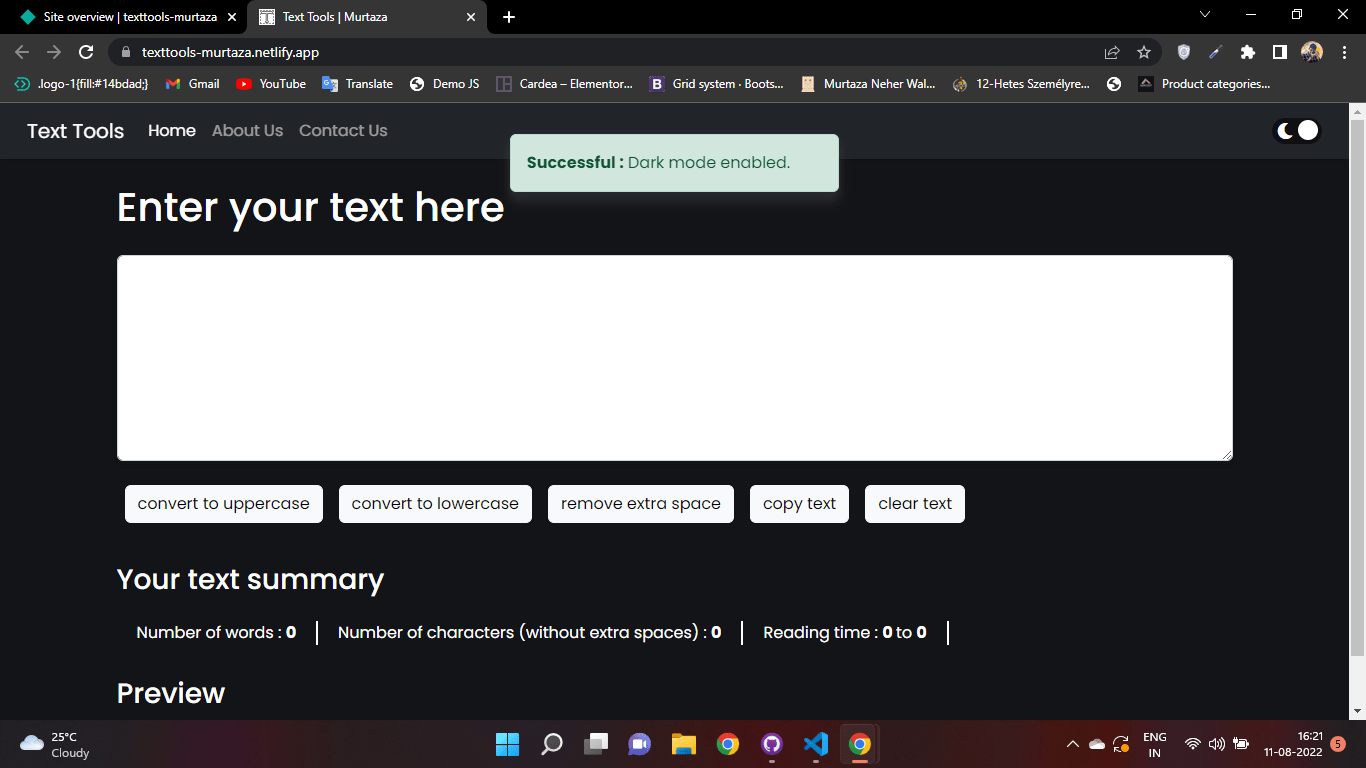 Site overview | texttools-murtaza
Text Tools | Murtaza
texttools-murtaza.netlify.app
.logo-1{fill:#14bdad;}
Gmail
YouTube
Translate
Demo JS
Cardea – Elementor...
B
Grid system · Boots...
Murtaza Neher Wal...
12-Hetes Személyre...
Product categories...
Text Tools
Home
About Us
Contact Us
Successful : Dark mode enabled.
Enter your text here
convert to uppercase
convert to lowercase
remove extra space
copy text
clear text
Your text summary
Number of words : 0
Number of characters (without extra spaces) : 0
Reading time : 0 to 0
Preview
25°C
Cloudy
ENG
IN
16:21
11-08-2022
5